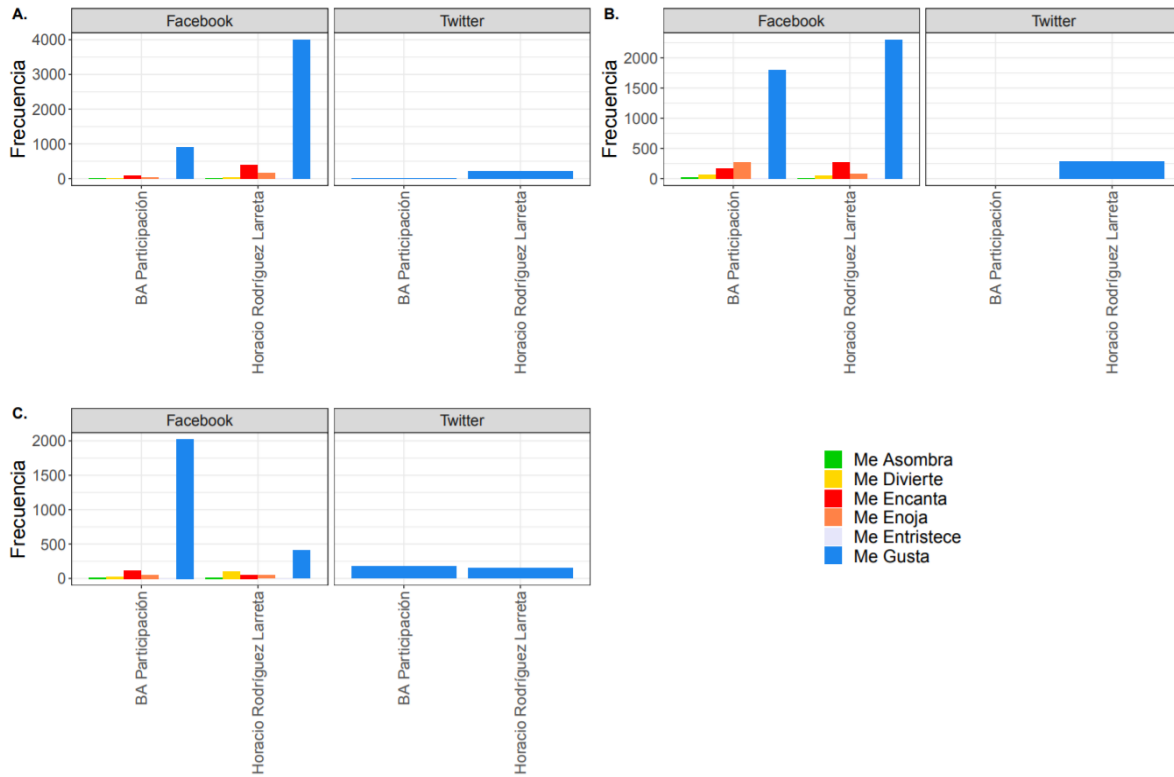 A.
Facebook
Twitter
Frecuencia
4000
3000
2000
1000
0
BA Participación
Horacio Rodríguez Larreta
BA Participación
Horacio Rodríguez Larreta
B.
Facebook
Twitter
Frecuencia
2000
1500
1000
500
0
BA Participación
Horacio Rodríguez Larreta
BA Participación
Horacio Rodríguez Larreta
C.
Facebook
Twitter
Frecuencia
2000
1500
1000
500
0
BA Participación
Horacio Rodríguez Larreta
BA Participación
Horacio Rodríguez Larreta
Me Asombra
Me Divierte
Me Encanta
Me Enoja
Me Entristece
Me Gusta